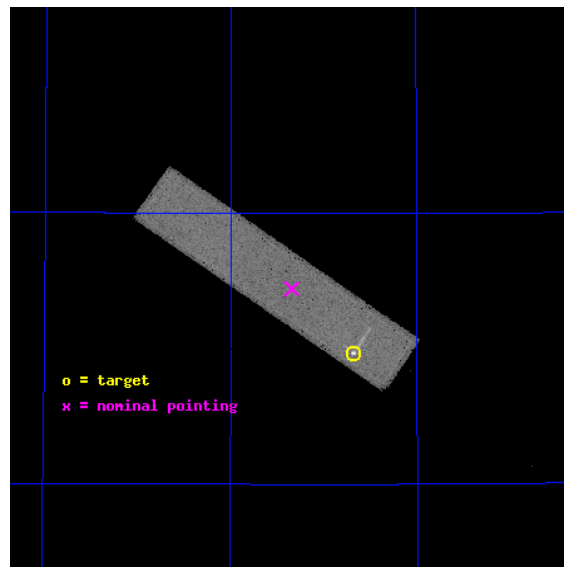 o = target
x = nominal pointing